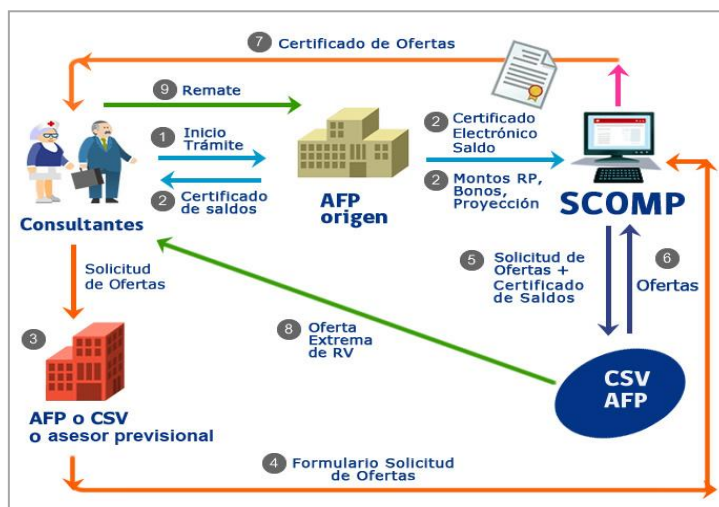 7 Certificado de Ofertas
9 Remate
1 Inicio
Trámite
2 Certificado
de saldos
Consultantes
AFP
origen
2 Certificado
Electrónico
Saldo
2 Montos RP,
Bonos,
Proyección
SCOMP
Solicitud
de Ofertas
5 Solicitud de
Ofertas +
Certificado
de Saldos
6
Ofertas
8 Oferta
Extrema
de RV
3
CSV
AFP
AFP o CSV
o asesor previsional
4 Formulario Solicitud
de Ofertas